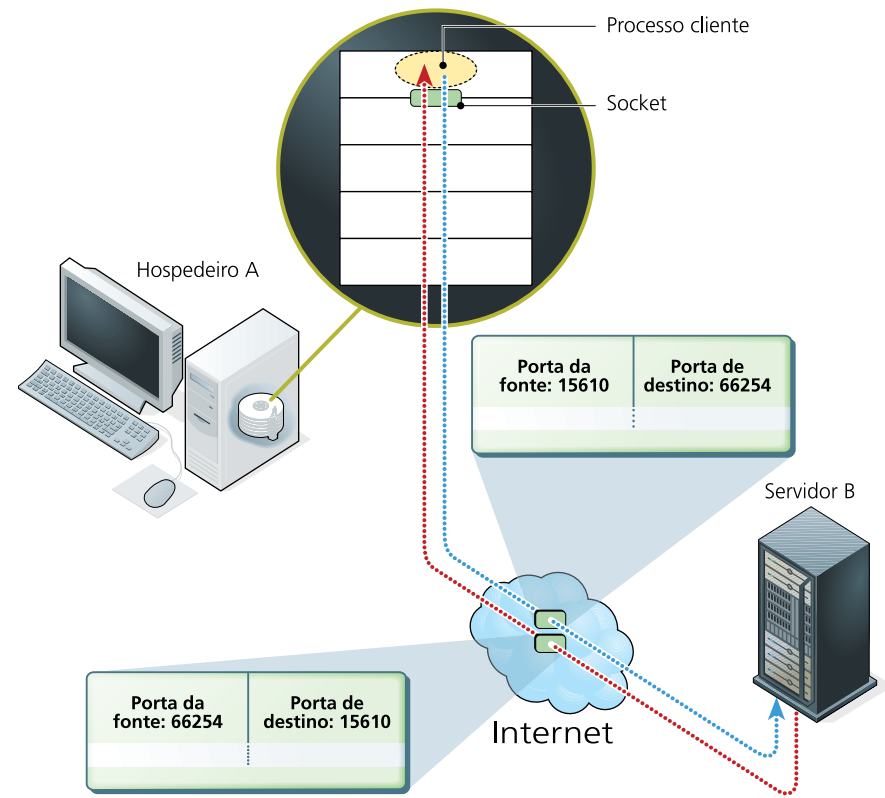 Processo cliente
Socket
Hospedeiro A
Porta da
fonte: 15610
Porta de
destino: 66254
Servidor B
Porta da
fonte: 66254
Porta de
destino: 15610
Internet